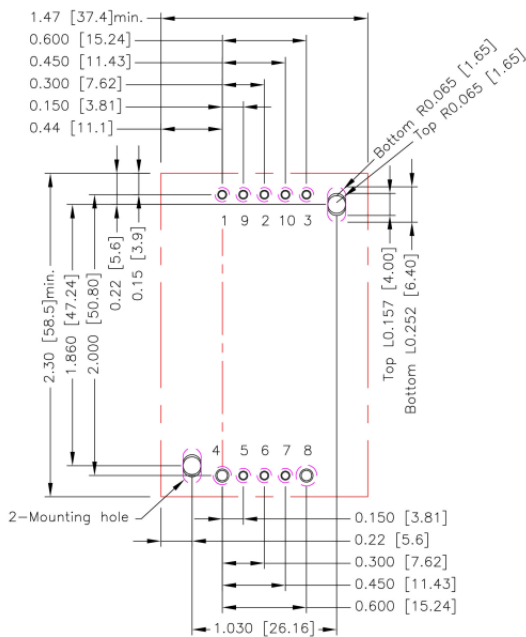 1.47 [37.4]min.
0.600 [15.24]
0.450 [11.43]
0.300 [7.62]
0.150 [3.81]
0.44 [11.1]
Bottom R0.065 [1.65]
Top R0.065 [1.65]
1 9 2 10 3
2.30 [58.5]min.
1.860 [47.24]
2.000 [50.80]
0.22 [5.6]
0.15 [3.9]
Top L0.157 [4.00]
Bottom L0.252 [6.40]
4 5 6 7 8
2-Mounting hole
0.150 [3.81]
0.22 [5.6]
0.300 [7.62]
0.450 [11.43]
0.600 [15.24]
1.030 [26.16]